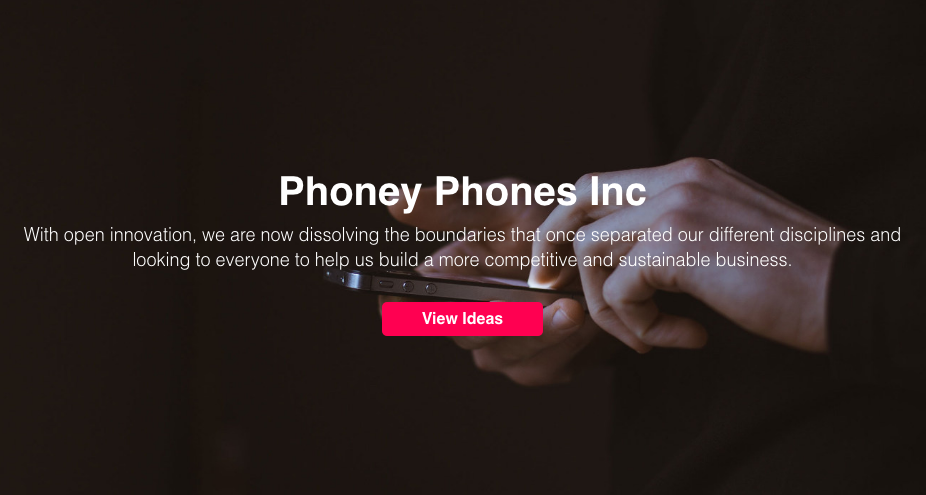 Phoney Phones Inc
With open innovation, we are now dissolving the boundaries that once separated our different disciplines and
looking to everyone to help us build a more competitive and sustainable business.
View Ideas